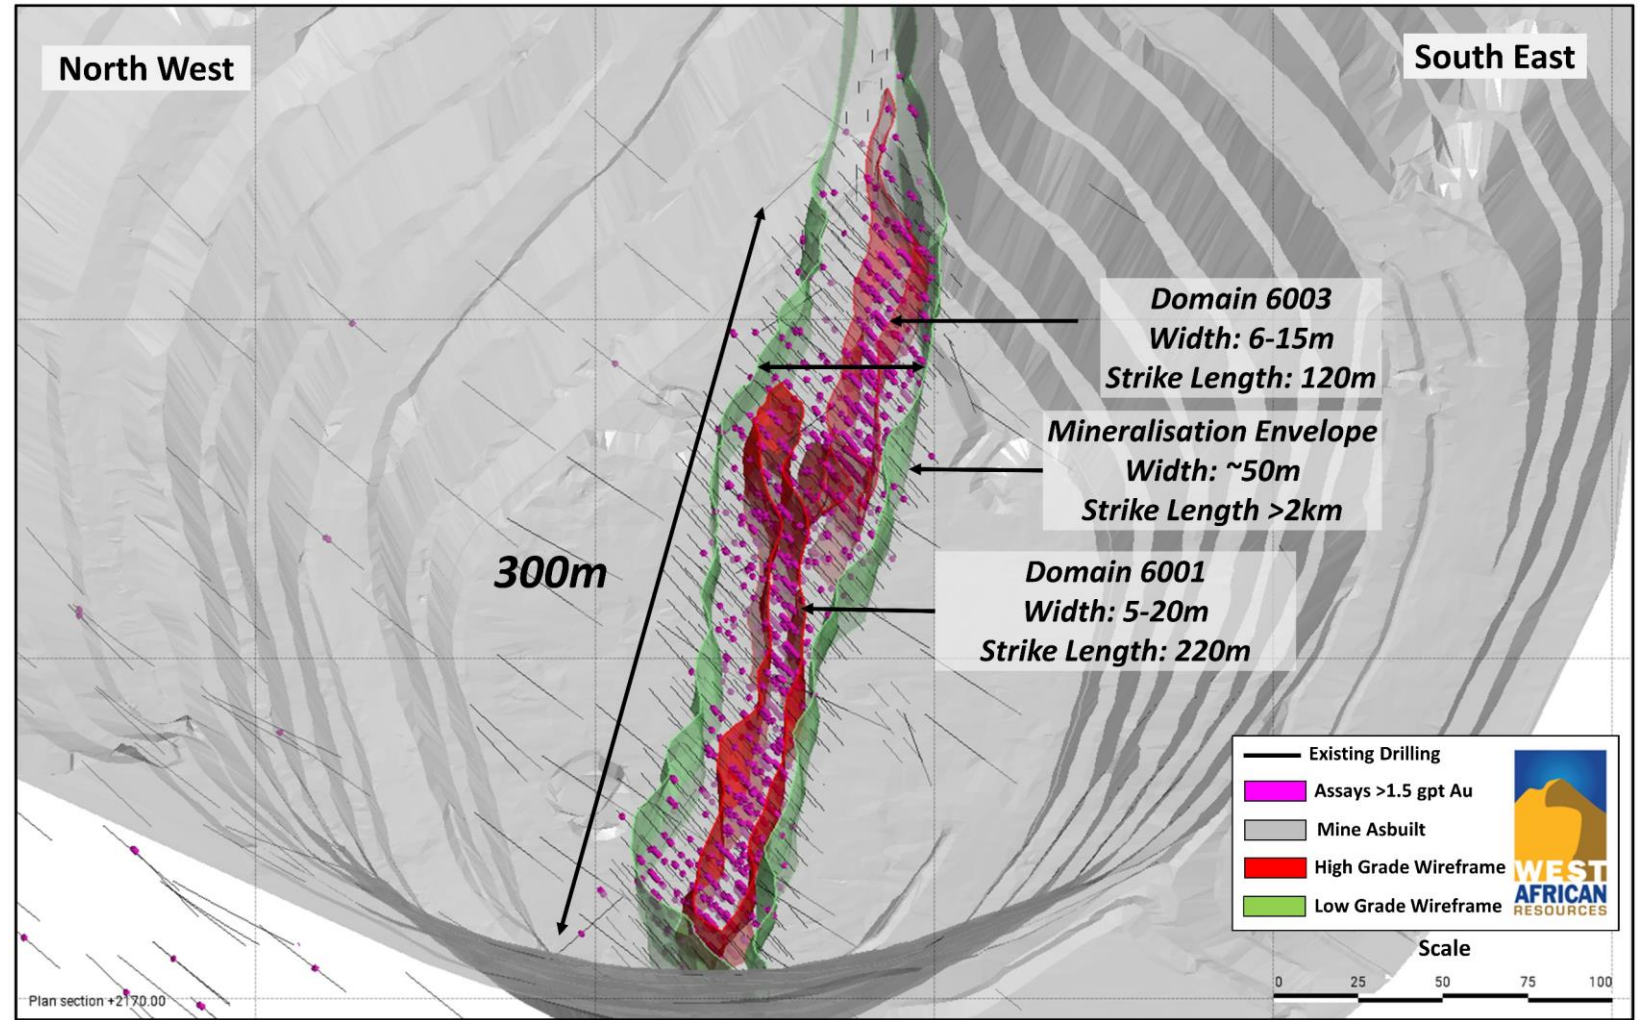 North West
South East
Domain 6003
Width: 6-15m
Strike Length: 120m
Mineralisation Envelope
Width: ~50m
Strike Length >2km
300m
Domain 6001
Width: 5-20m
Strike Length: 220m
Existing Drilling
Assays >1.5 gpt Au
Mine Asbuilt
High Grade Wireframe
Low Grade Wireframe
WEST
AFRICAN
RESOURCES
Scale
0 25 50 75 100
Plan section +2170.00